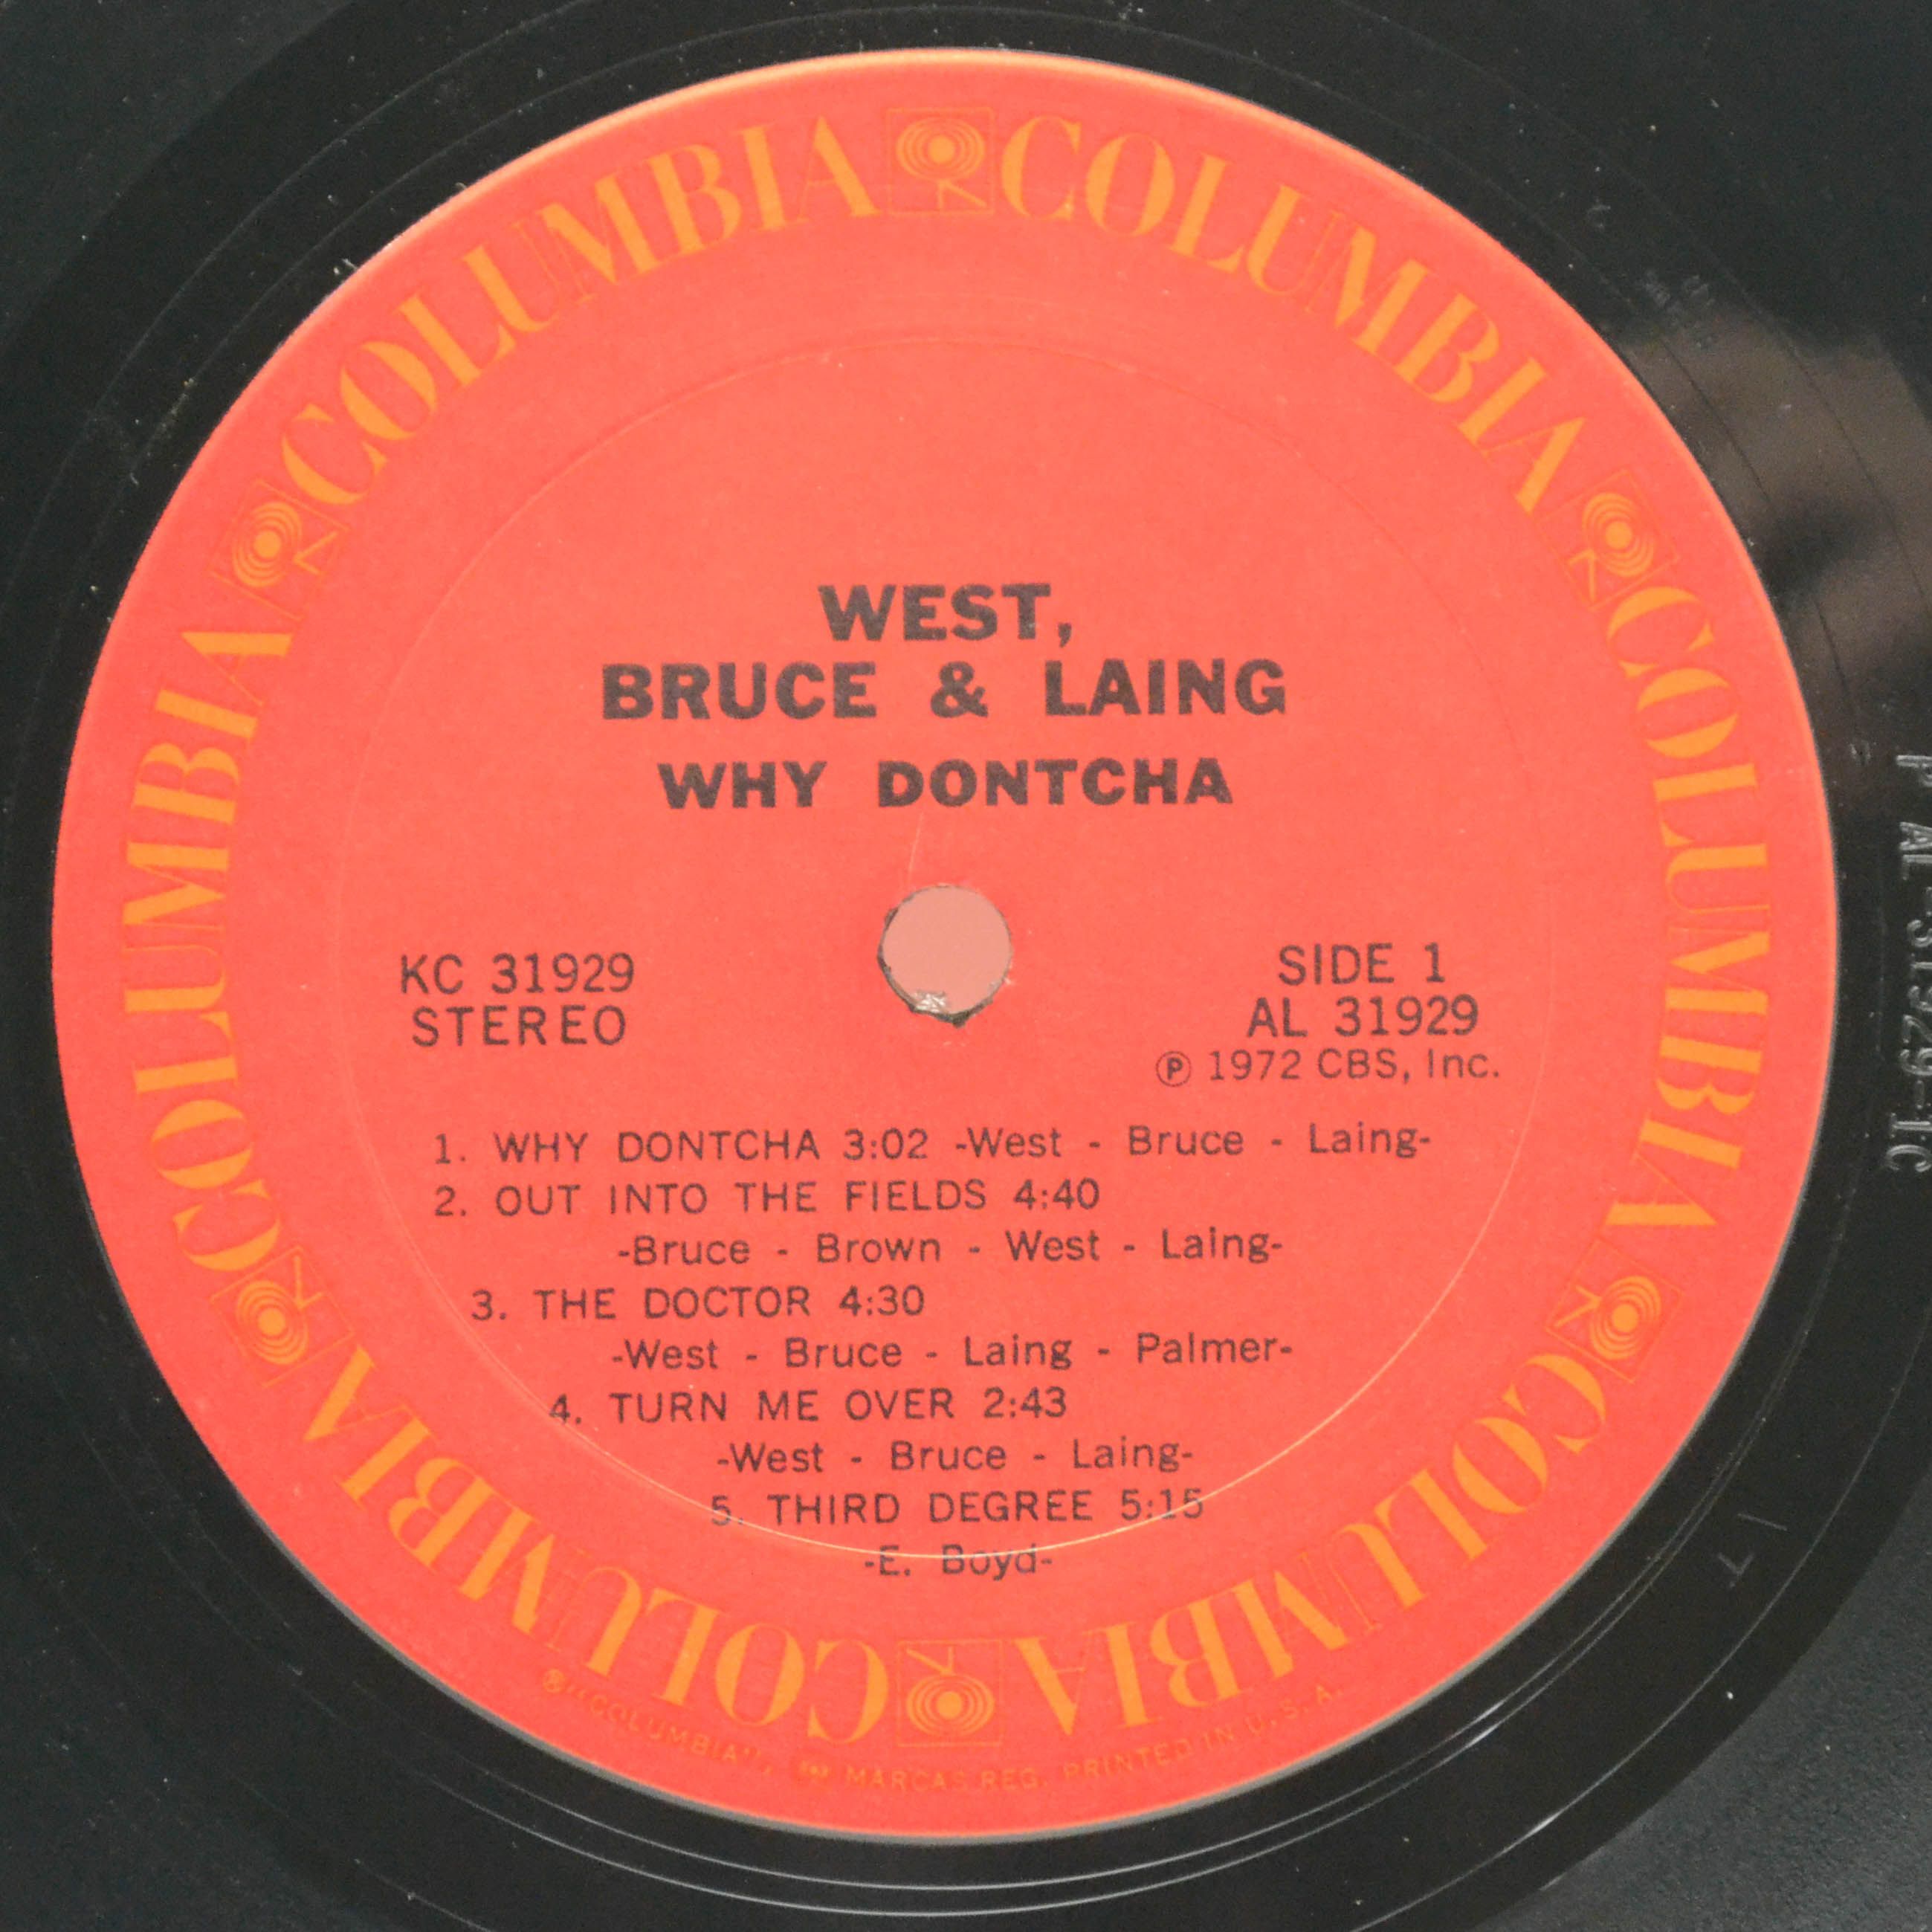 COLUMBIA COLUMBIA COLUMBIA COLUMBIA COLUMBIA COLUMBIA
WEST,
BRUCE & LAING
WHY DONTCHA
KC 31929
STEREO
SIDE 1
AL 31929
Ⓟ 1972 CBS, Inc.
1. WHY DONTCHA 3:02 -West - Bruce - Laing-
2. OUT INTO THE FIELDS 4:40
-Bruce - Brown - West - Laing-
3. THE DOCTOR 4:30
-West - Bruce - Laing - Palmer-
4. TURN ME OVER 2:43
-West - Bruce - Laing-
5. THIRD DEGREE 5:15
-E. Boyd-
® "COLUMBIA", MARCAS REG. PRINTED IN U.S.A.
P AL-31929-1C